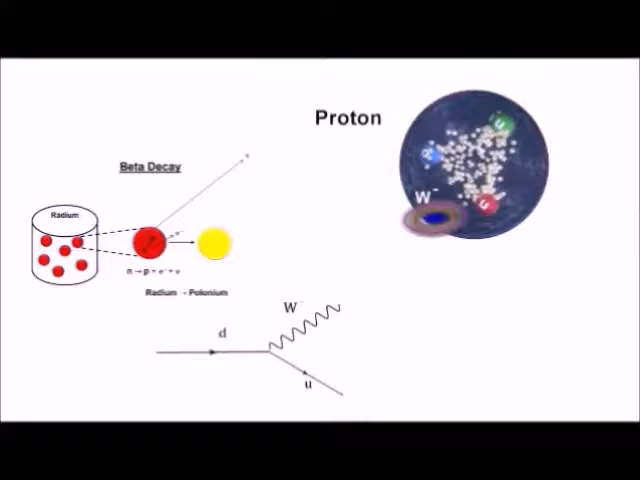 Proton
Beta Decay
Radium
e⁻
n → p + e⁻ + ν
Radium → Polonium
u
d
W⁻
u
W⁻
d
u